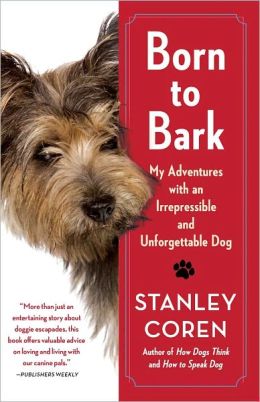 Born
to
Bark
My Adventures
with an
Irrepressible
and
Unforgettable Dog
STANLEY
COREN
Author of How Dogs Think
and How to Speak Dog
"More than just an
entertaining story about
doggie escapades, this
book offers valuable advice
on loving and living with
our canine pals."
—PUBLISHERS WEEKLY